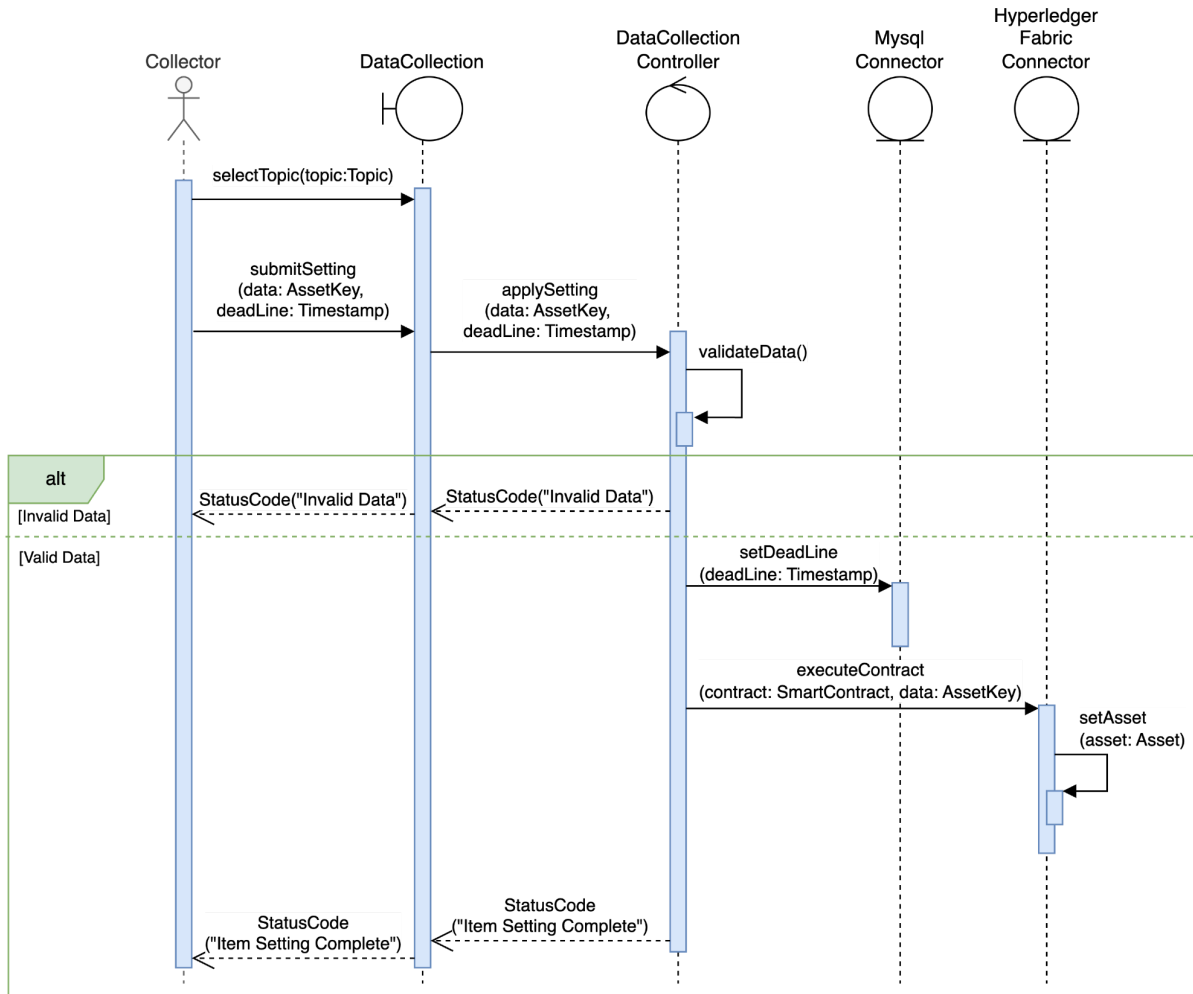 Collector
DataCollection
DataCollection
Controller
Mysql
Connector
Hyperledger
Fabric
Connector
selectTopic(topic:Topic)
submitSetting
(data: AssetKey,
deadLine: Timestamp)
applySetting
(data: AssetKey,
deadLine: Timestamp)
validateData()
alt
[Invalid Data]
StatusCode("Invalid Data")
StatusCode("Invalid Data")
[Valid Data]
setDeadLine
(deadLine: Timestamp)
executeContract
(contract: SmartContract, data: AssetKey)
setAsset
(asset: Asset)
StatusCode
("Item Setting Complete")
StatusCode
("Item Setting Complete")